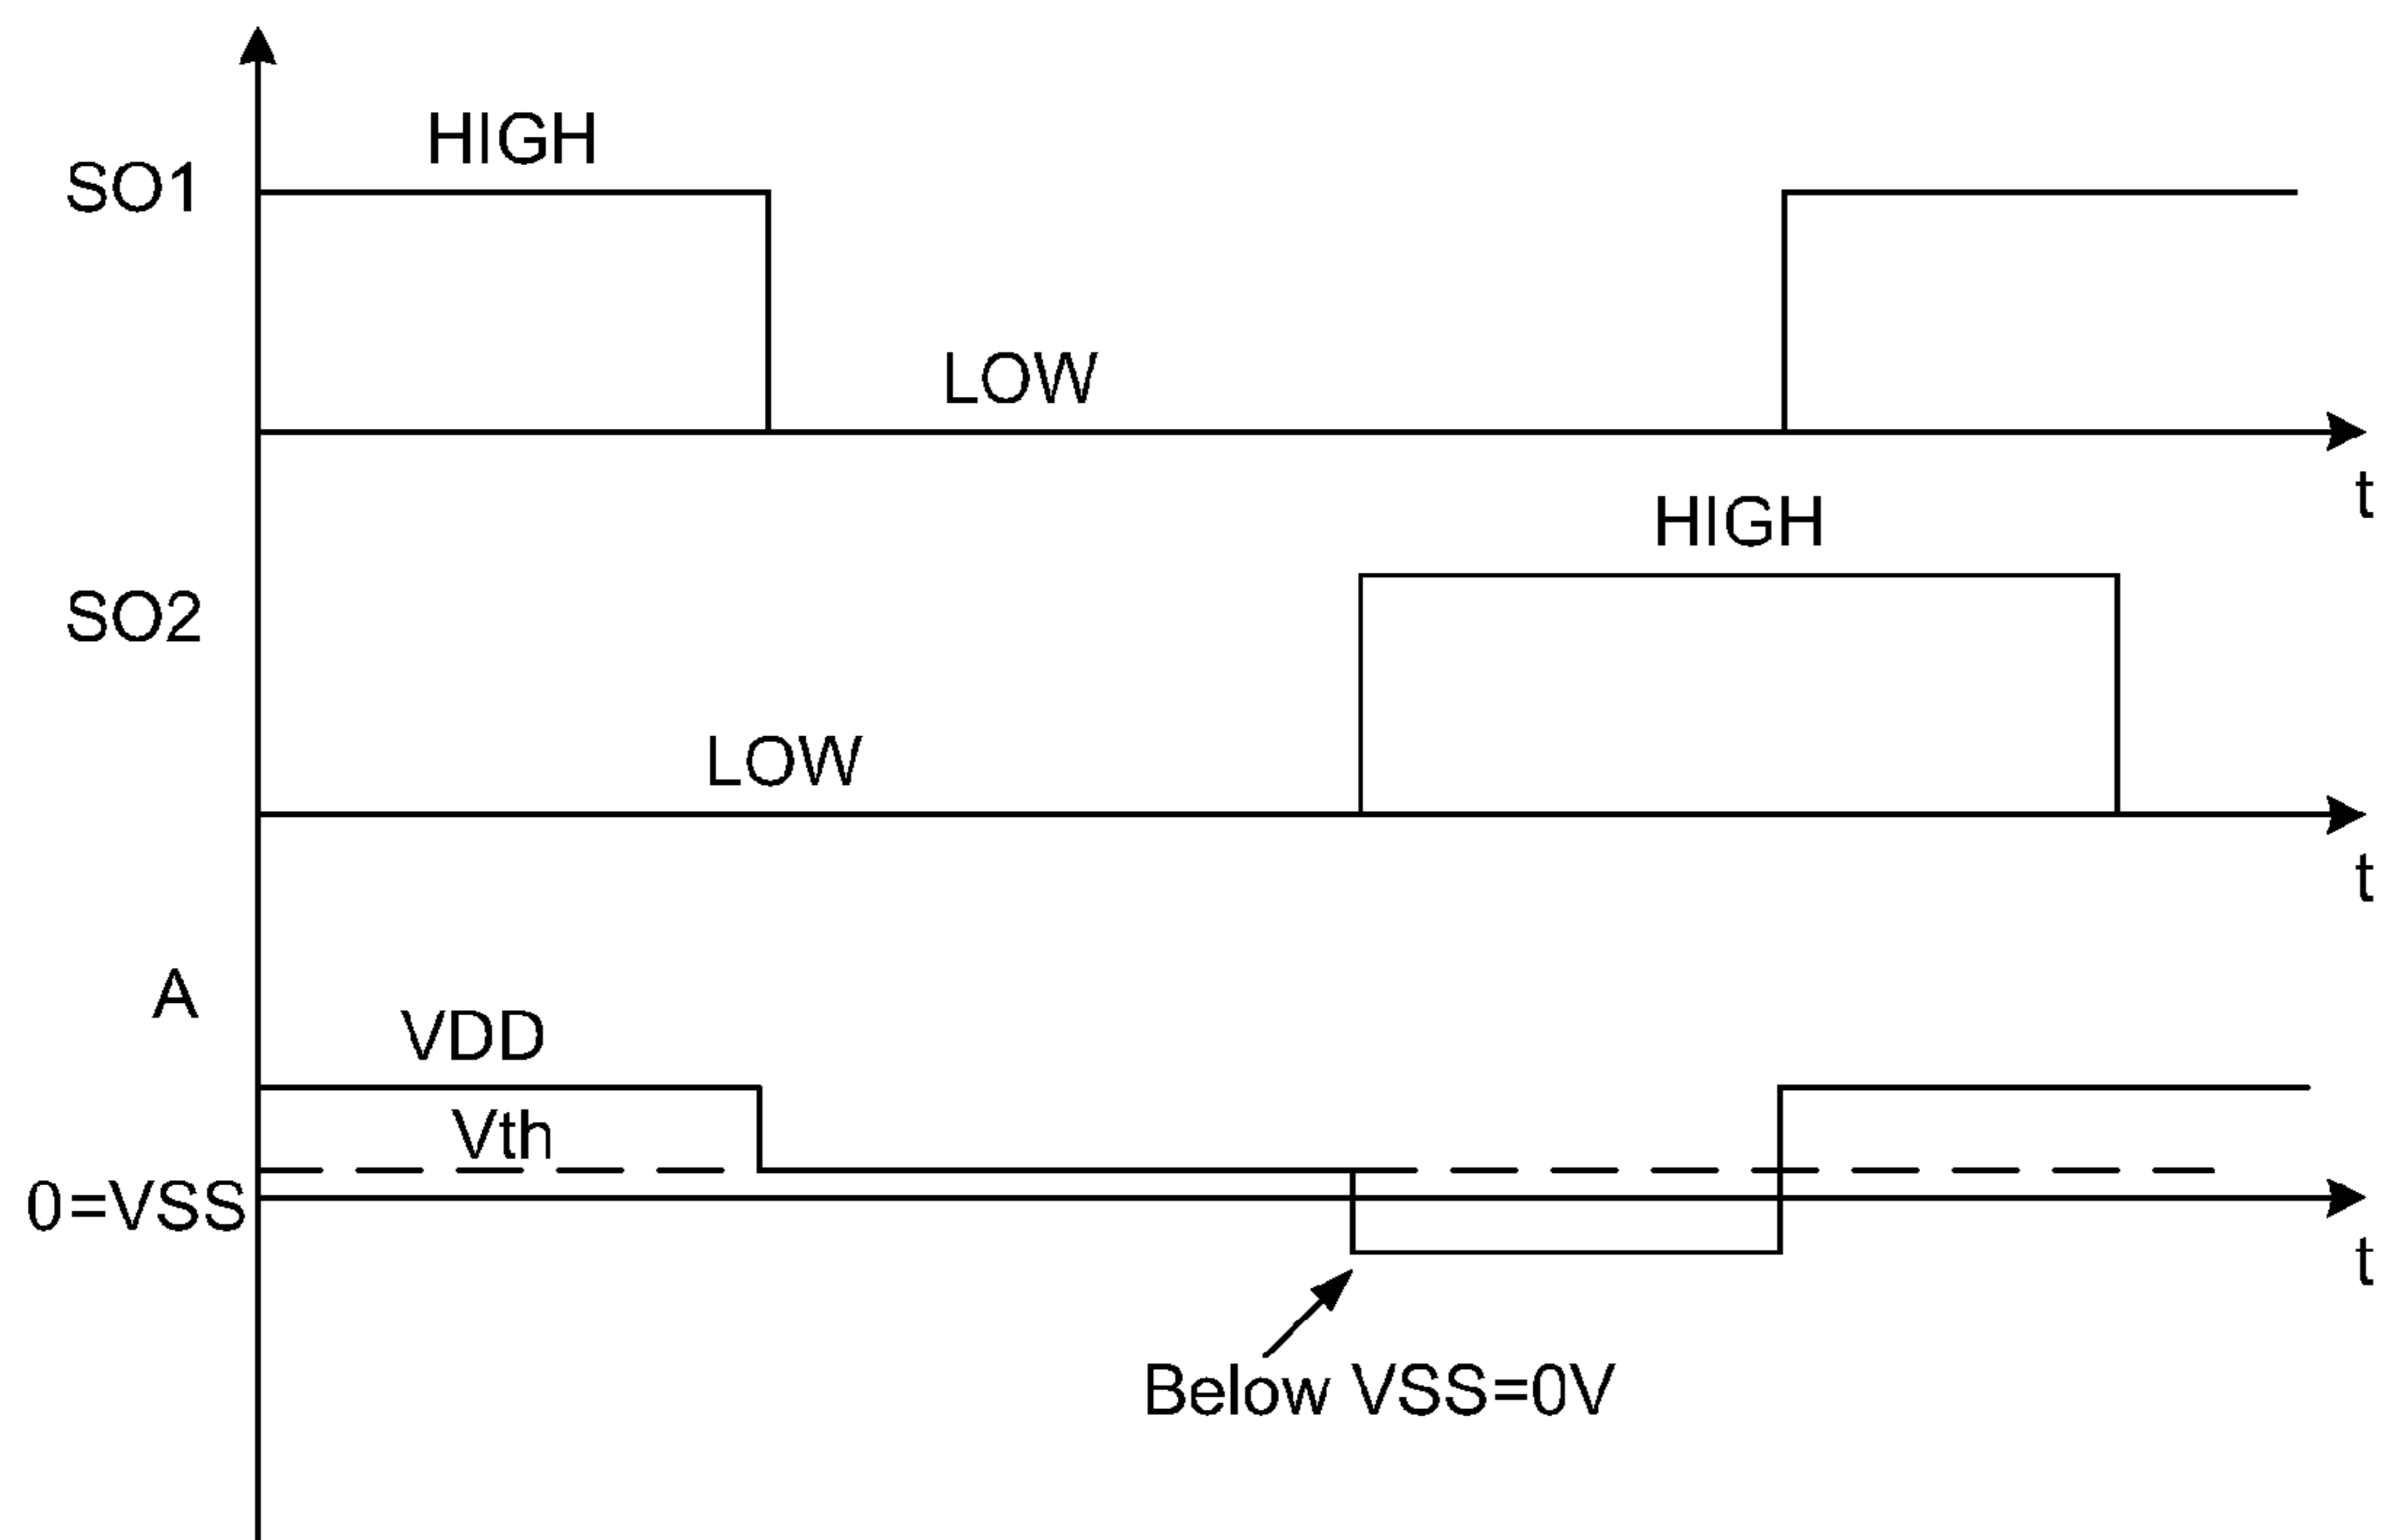 HIGH
SO1
LOW
t
HIGH
SO2
LOW
t
A
VDD
Vth
0=VSS
t
Below VSS=0V